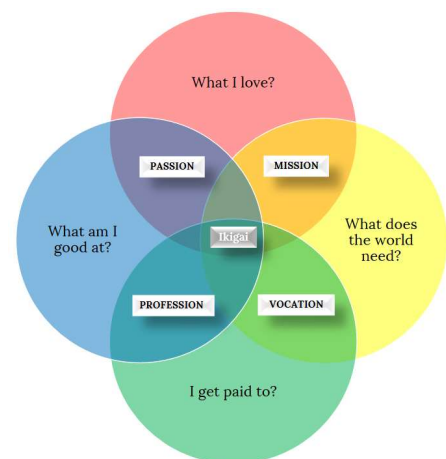 What I love?
PASSION
MISSION
What am I
good at?
Ikigai
What does
the world
need?
PROFESSION
VOCATION
I get paid to?